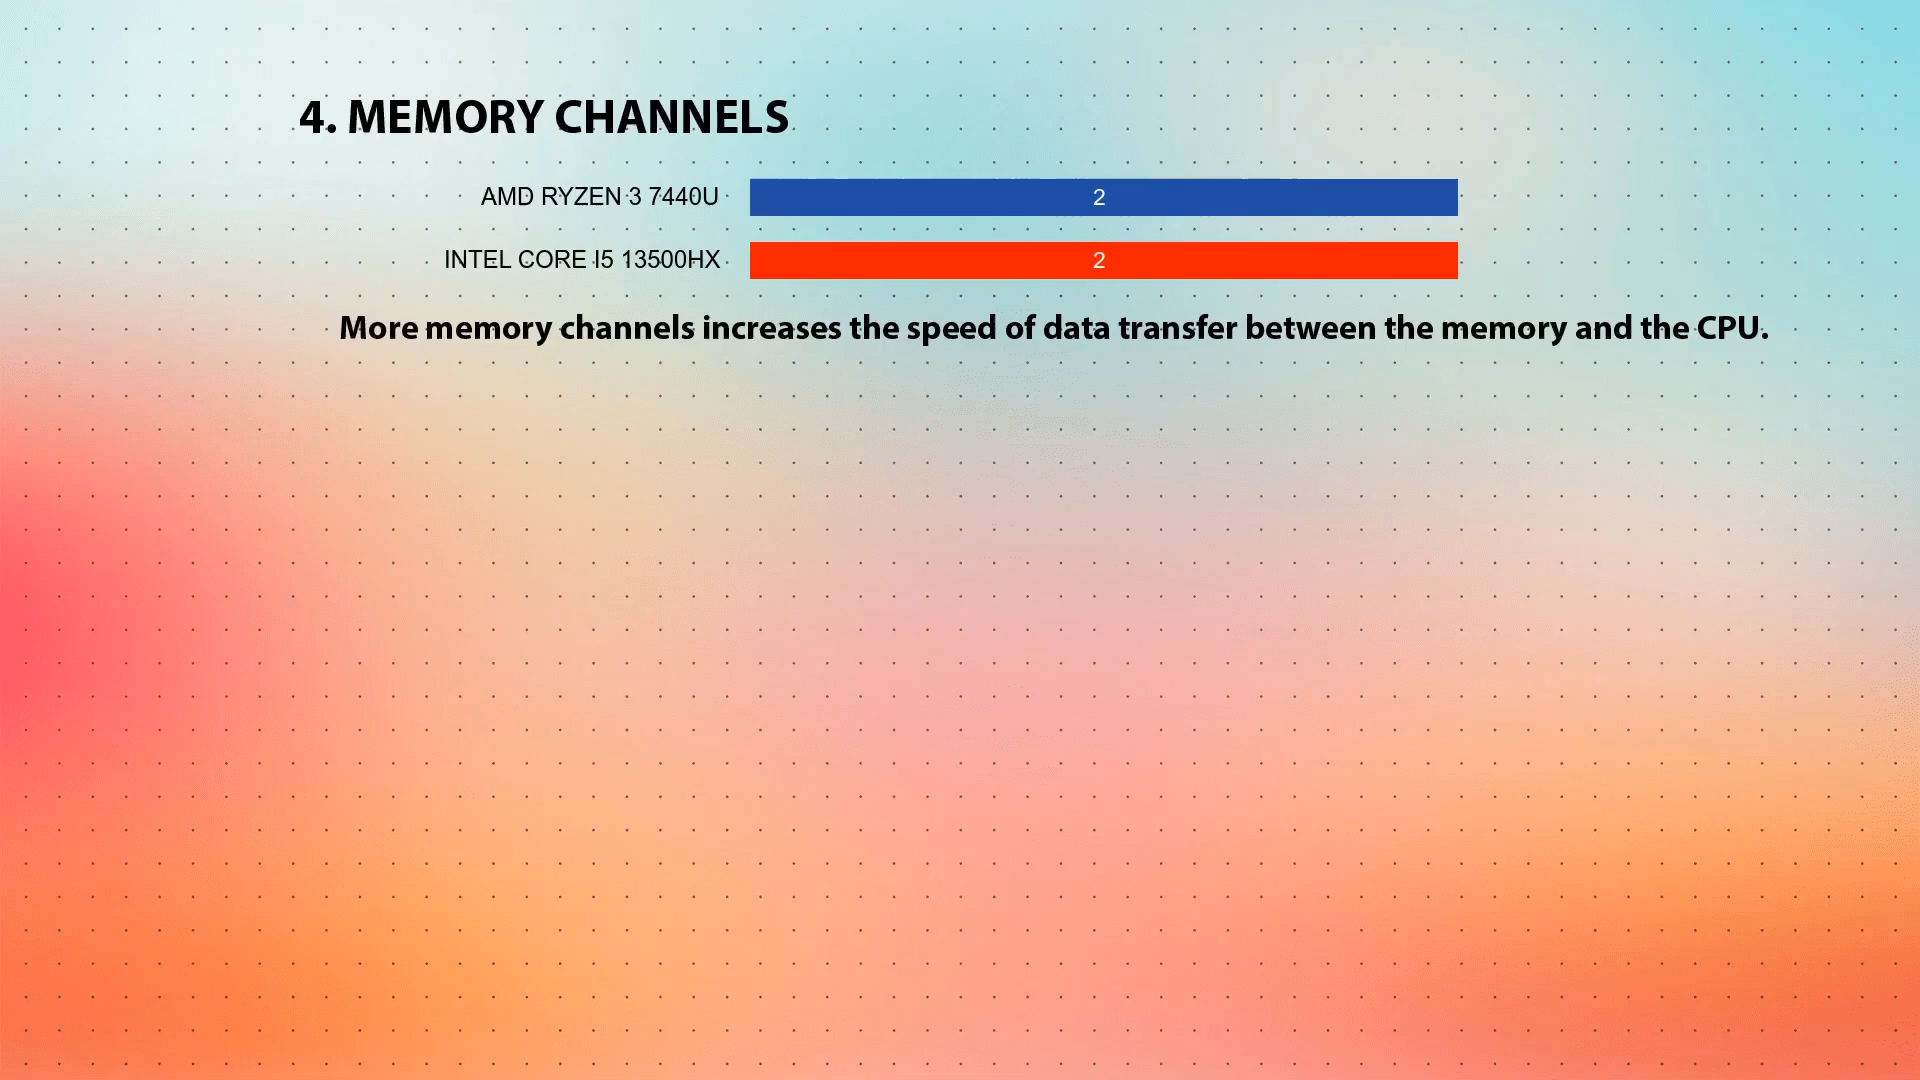 4. MEMORY CHANNELS
AMD RYZEN 3 7440U 2
INTEL CORE I5 13500HX 2
More memory channels increases the speed of data transfer between the memory and the CPU.